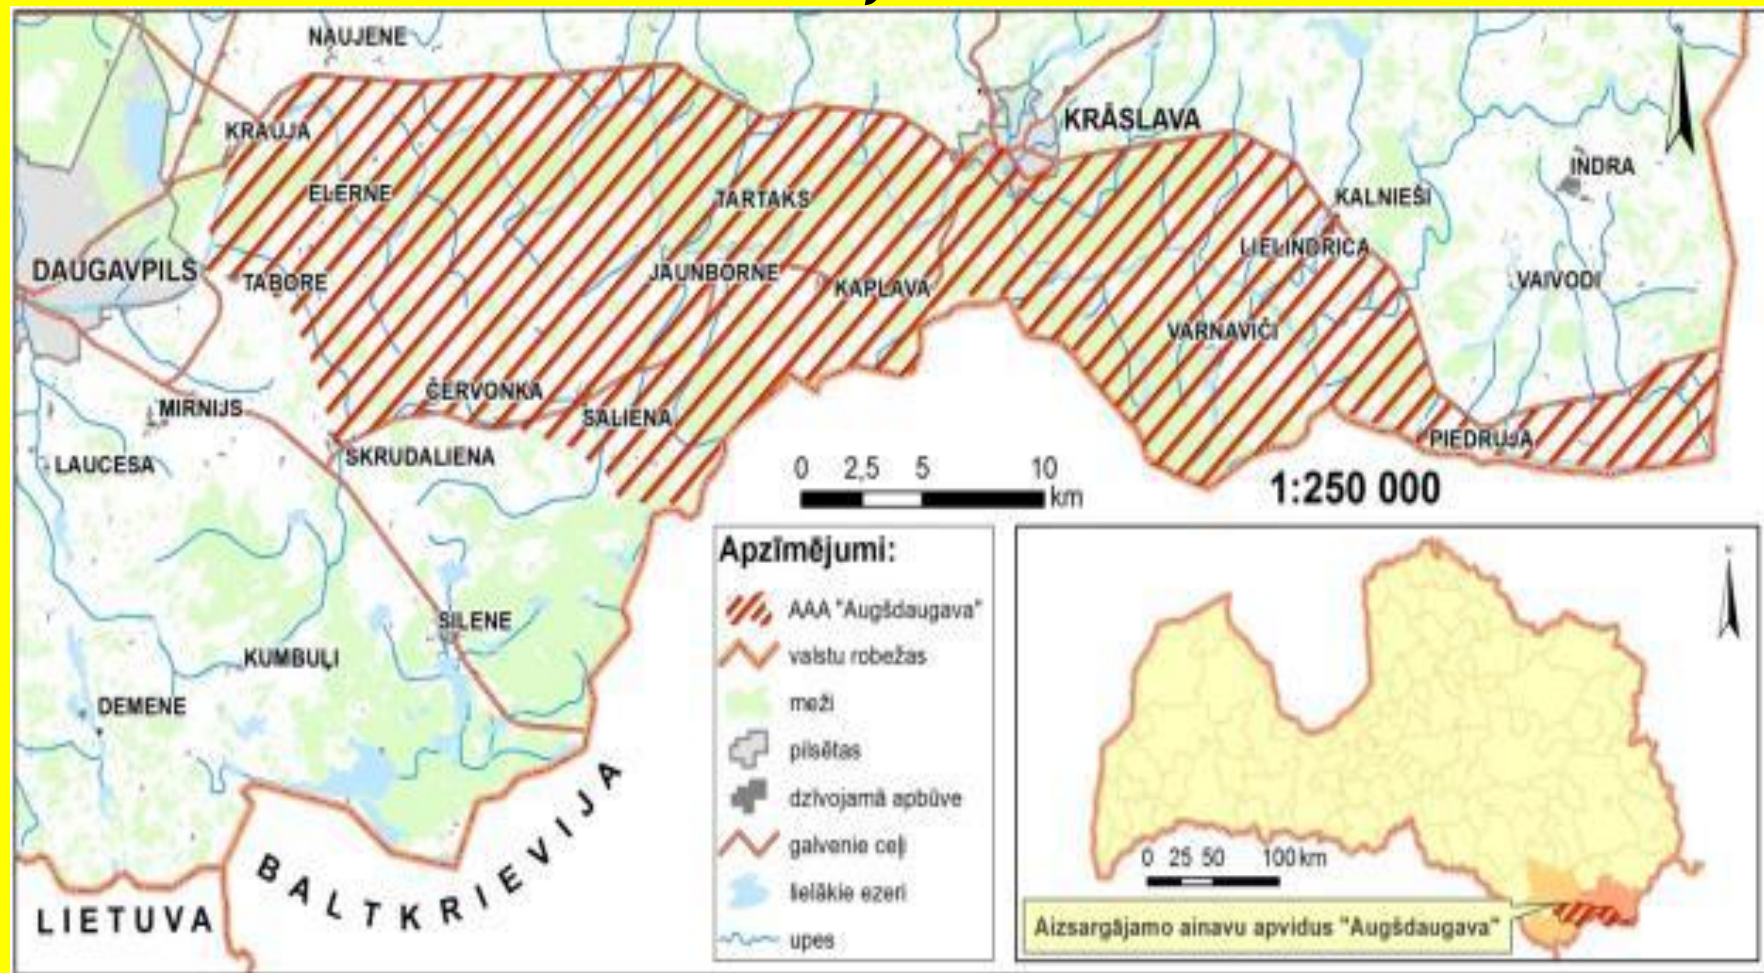 NAUJENE
KRAUJA
KRĀSLAVA
INDRA
ELERNE
TARTAKS
KALNIEŠI
LIELINDRICA
DAUGAVPILS
TABORE
JAUNBORNE
KAPLAVA
VAIVODI
VARNAVIČI
ČERVONKA
MIRNIJS
SALIENA
PIEDRUJA
LAUCESA
SKRUDALIENA
0 2,5 5 10
km
1:250 000
SILENE
KUMBUĻI
DEMENE
BALTKRIEVIJA
LIETUVA
Apzīmējumi:
AAA "Augšdaugava"
valstu robežas
meži
pilsētas
dzīvojamā apbūve
galvenie ceļi
lielākie ezeri
upes
0 25 50 100 km
Aizsargājamo ainavu apvidus "Augšdaugava"